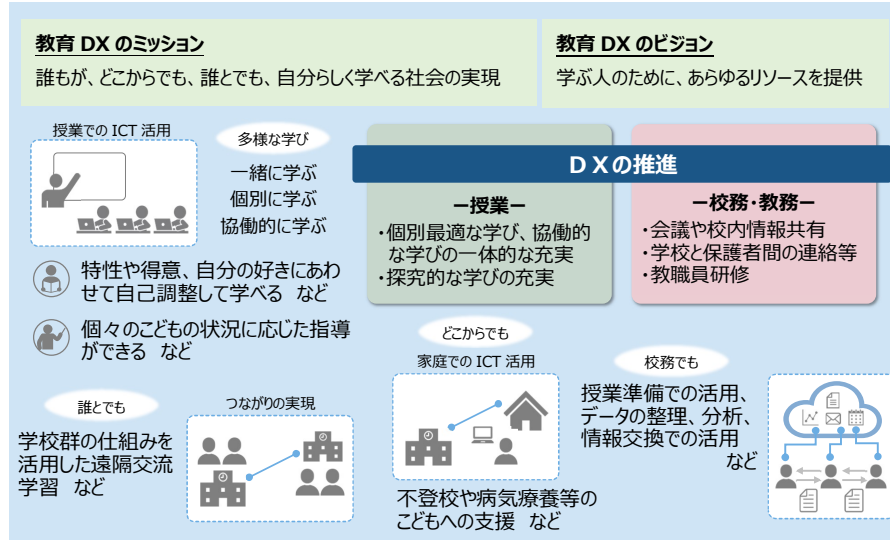 教育 DX のミッション
誰もが、どこからでも、誰とでも、自分らしく学べる社会の実現
教育 DX のビジョン
学ぶ人のために、あらゆるリソースを提供
授業での ICT 活用
多様な学び
一緒に学ぶ
個別に学ぶ
協働的に学ぶ
特性や得意、自分の好きにあわ
せて自己調整して学べる など
個々のこどもの状況に応じた指導
ができる など
DXの推進
ー授業ー
・個別最適な学び、協働的
な学びの一体的な充実
・探究的な学びの充実
ー校務・教務ー
・会議や校内情報共有
・学校と保護者間の連絡等
・教職員研修
誰とでも
つながりの実現
学校群の仕組みを
活用した遠隔交流
学習 など
どこからでも
家庭での ICT 活用
不登校や病気療養等の
こどもへの支援 など
校務でも
授業準備での活用、
データの整理、分析、
情報交換での活用
など